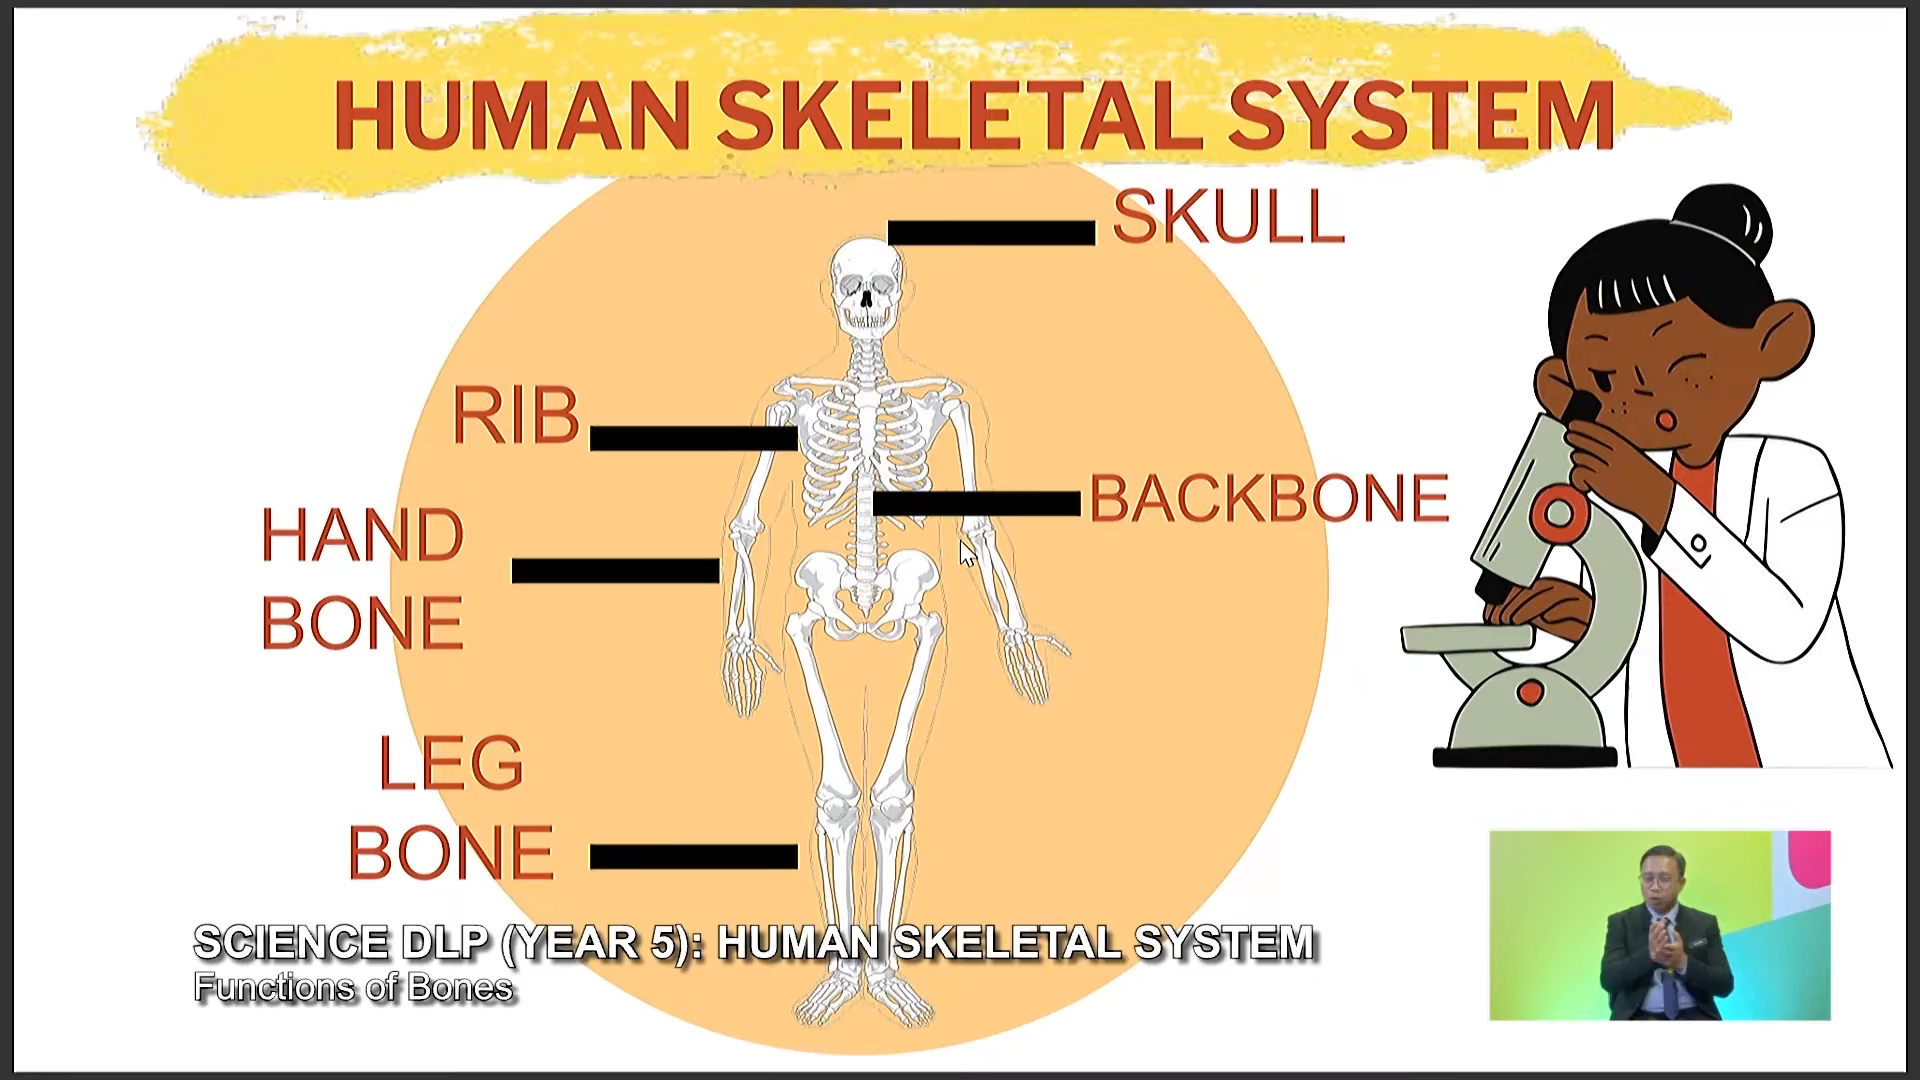 HUMAN SKELETAL SYSTEM
SKULL
RIB
BACKBONE
HAND
BONE
LEG
BONE
SCIENCE DLP (YEAR 5): HUMAN SKELETAL SYSTEM
Functions of Bones